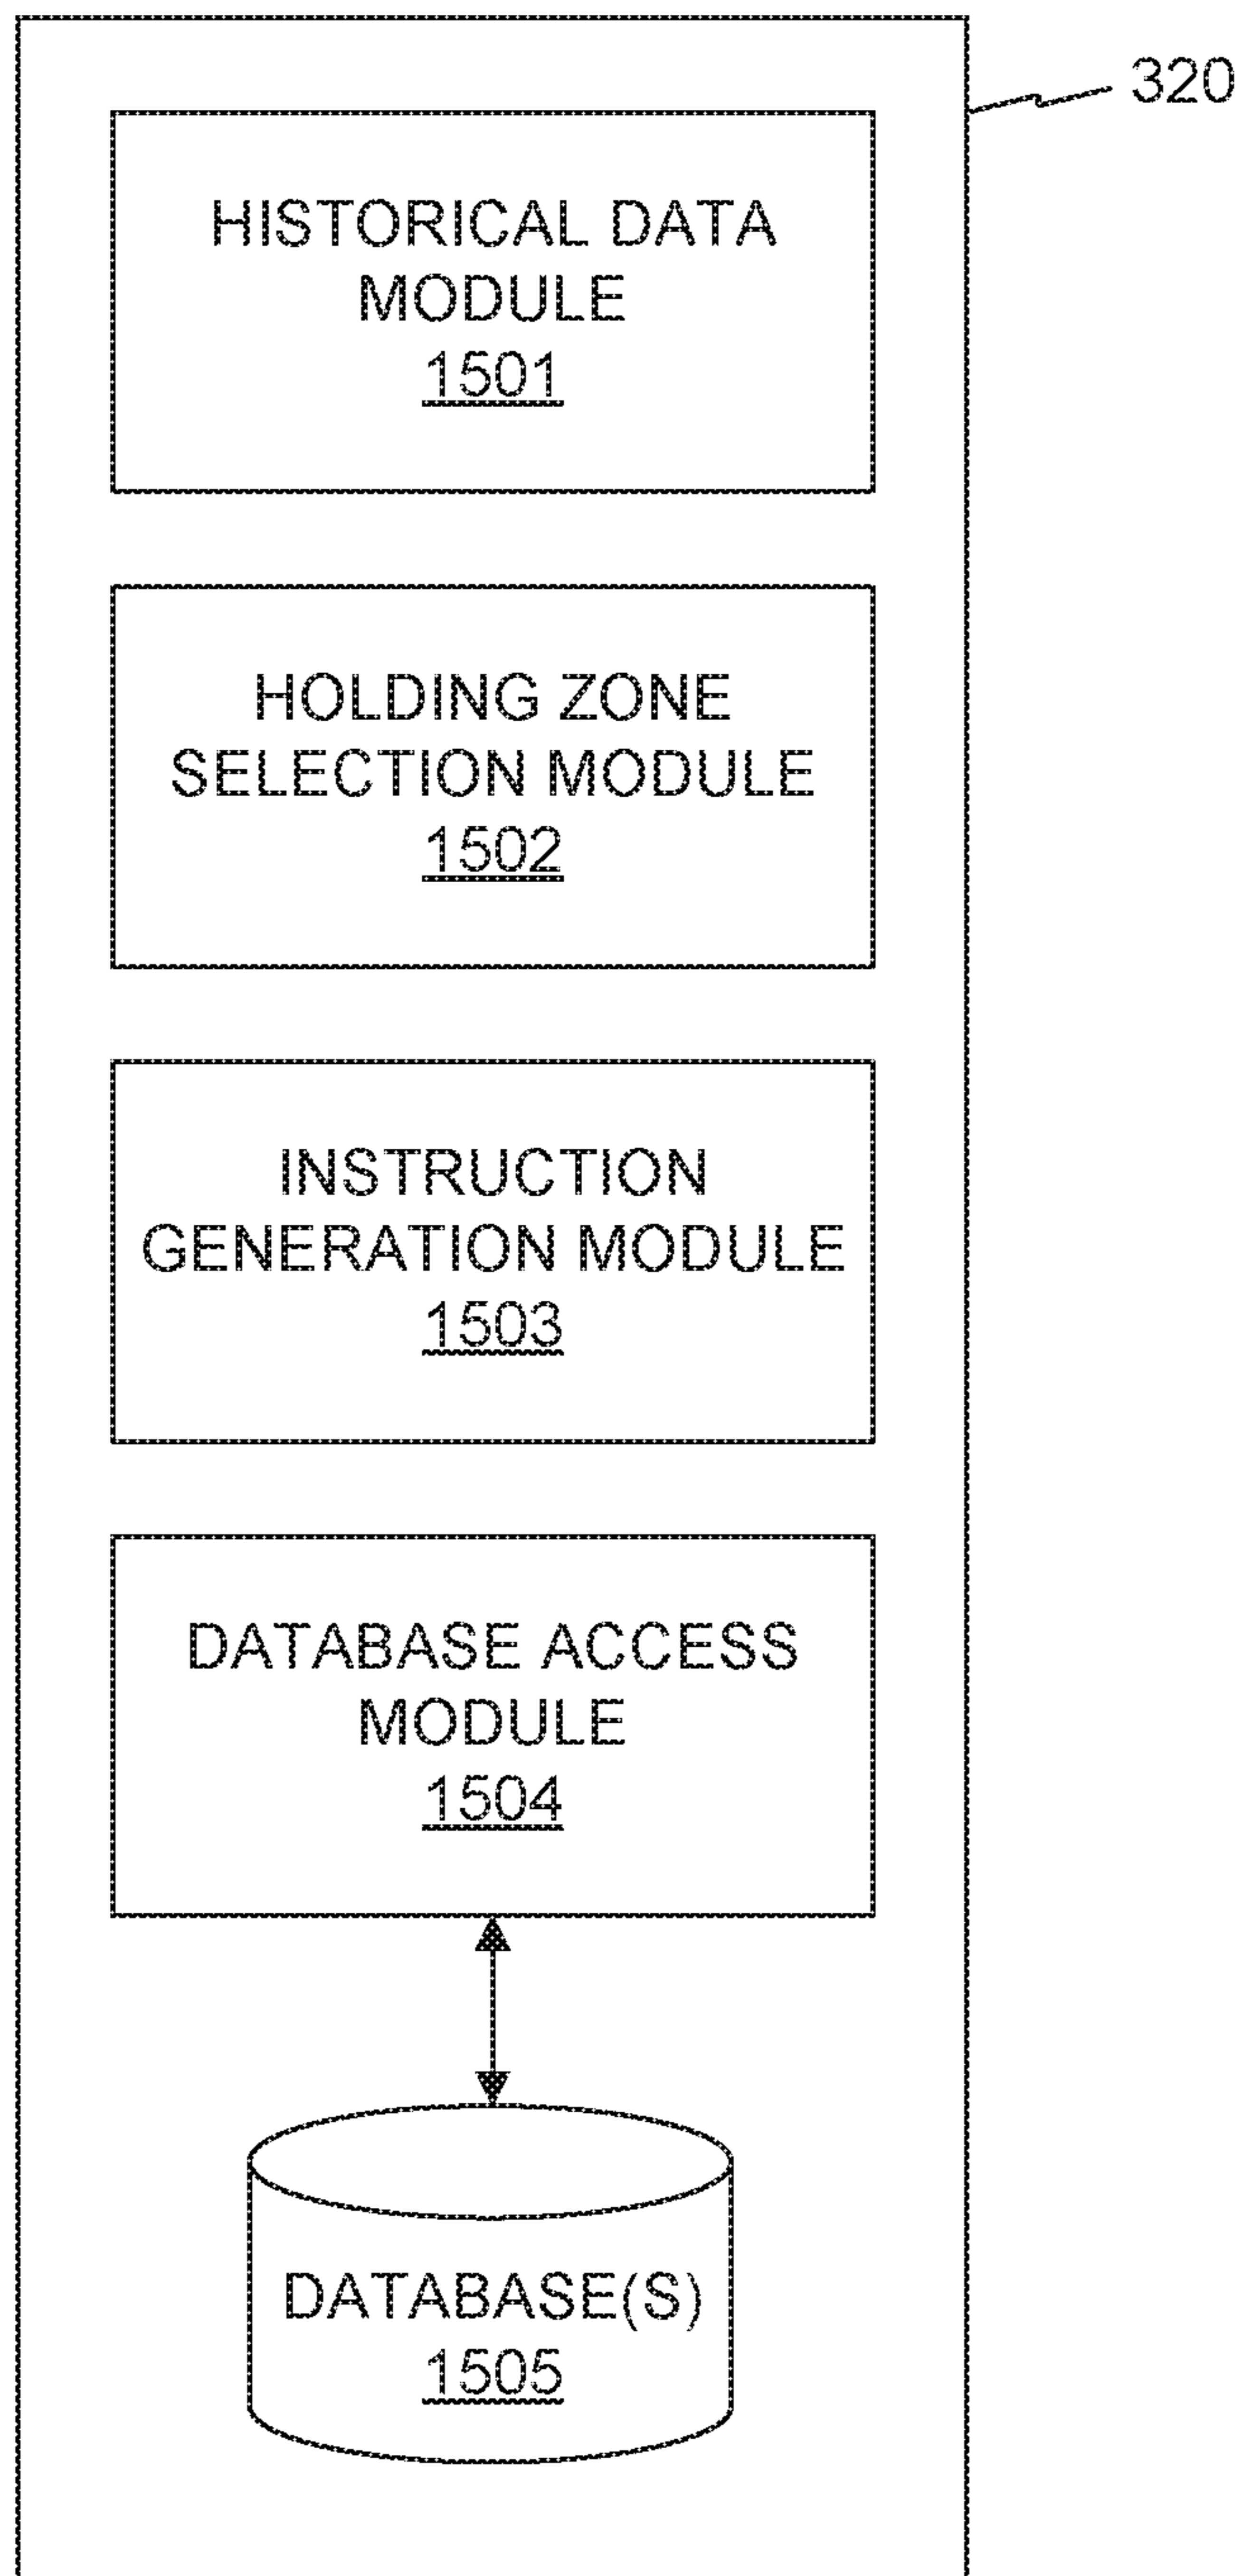 320
HISTORICAL DATA
MODULE
1501
HOLDING ZONE
SELECTION MODULE
1502
INSTRUCTION
GENERATION MODULE
1503
DATABASE ACCESS
MODULE
1504
DATABASE(S)
1505